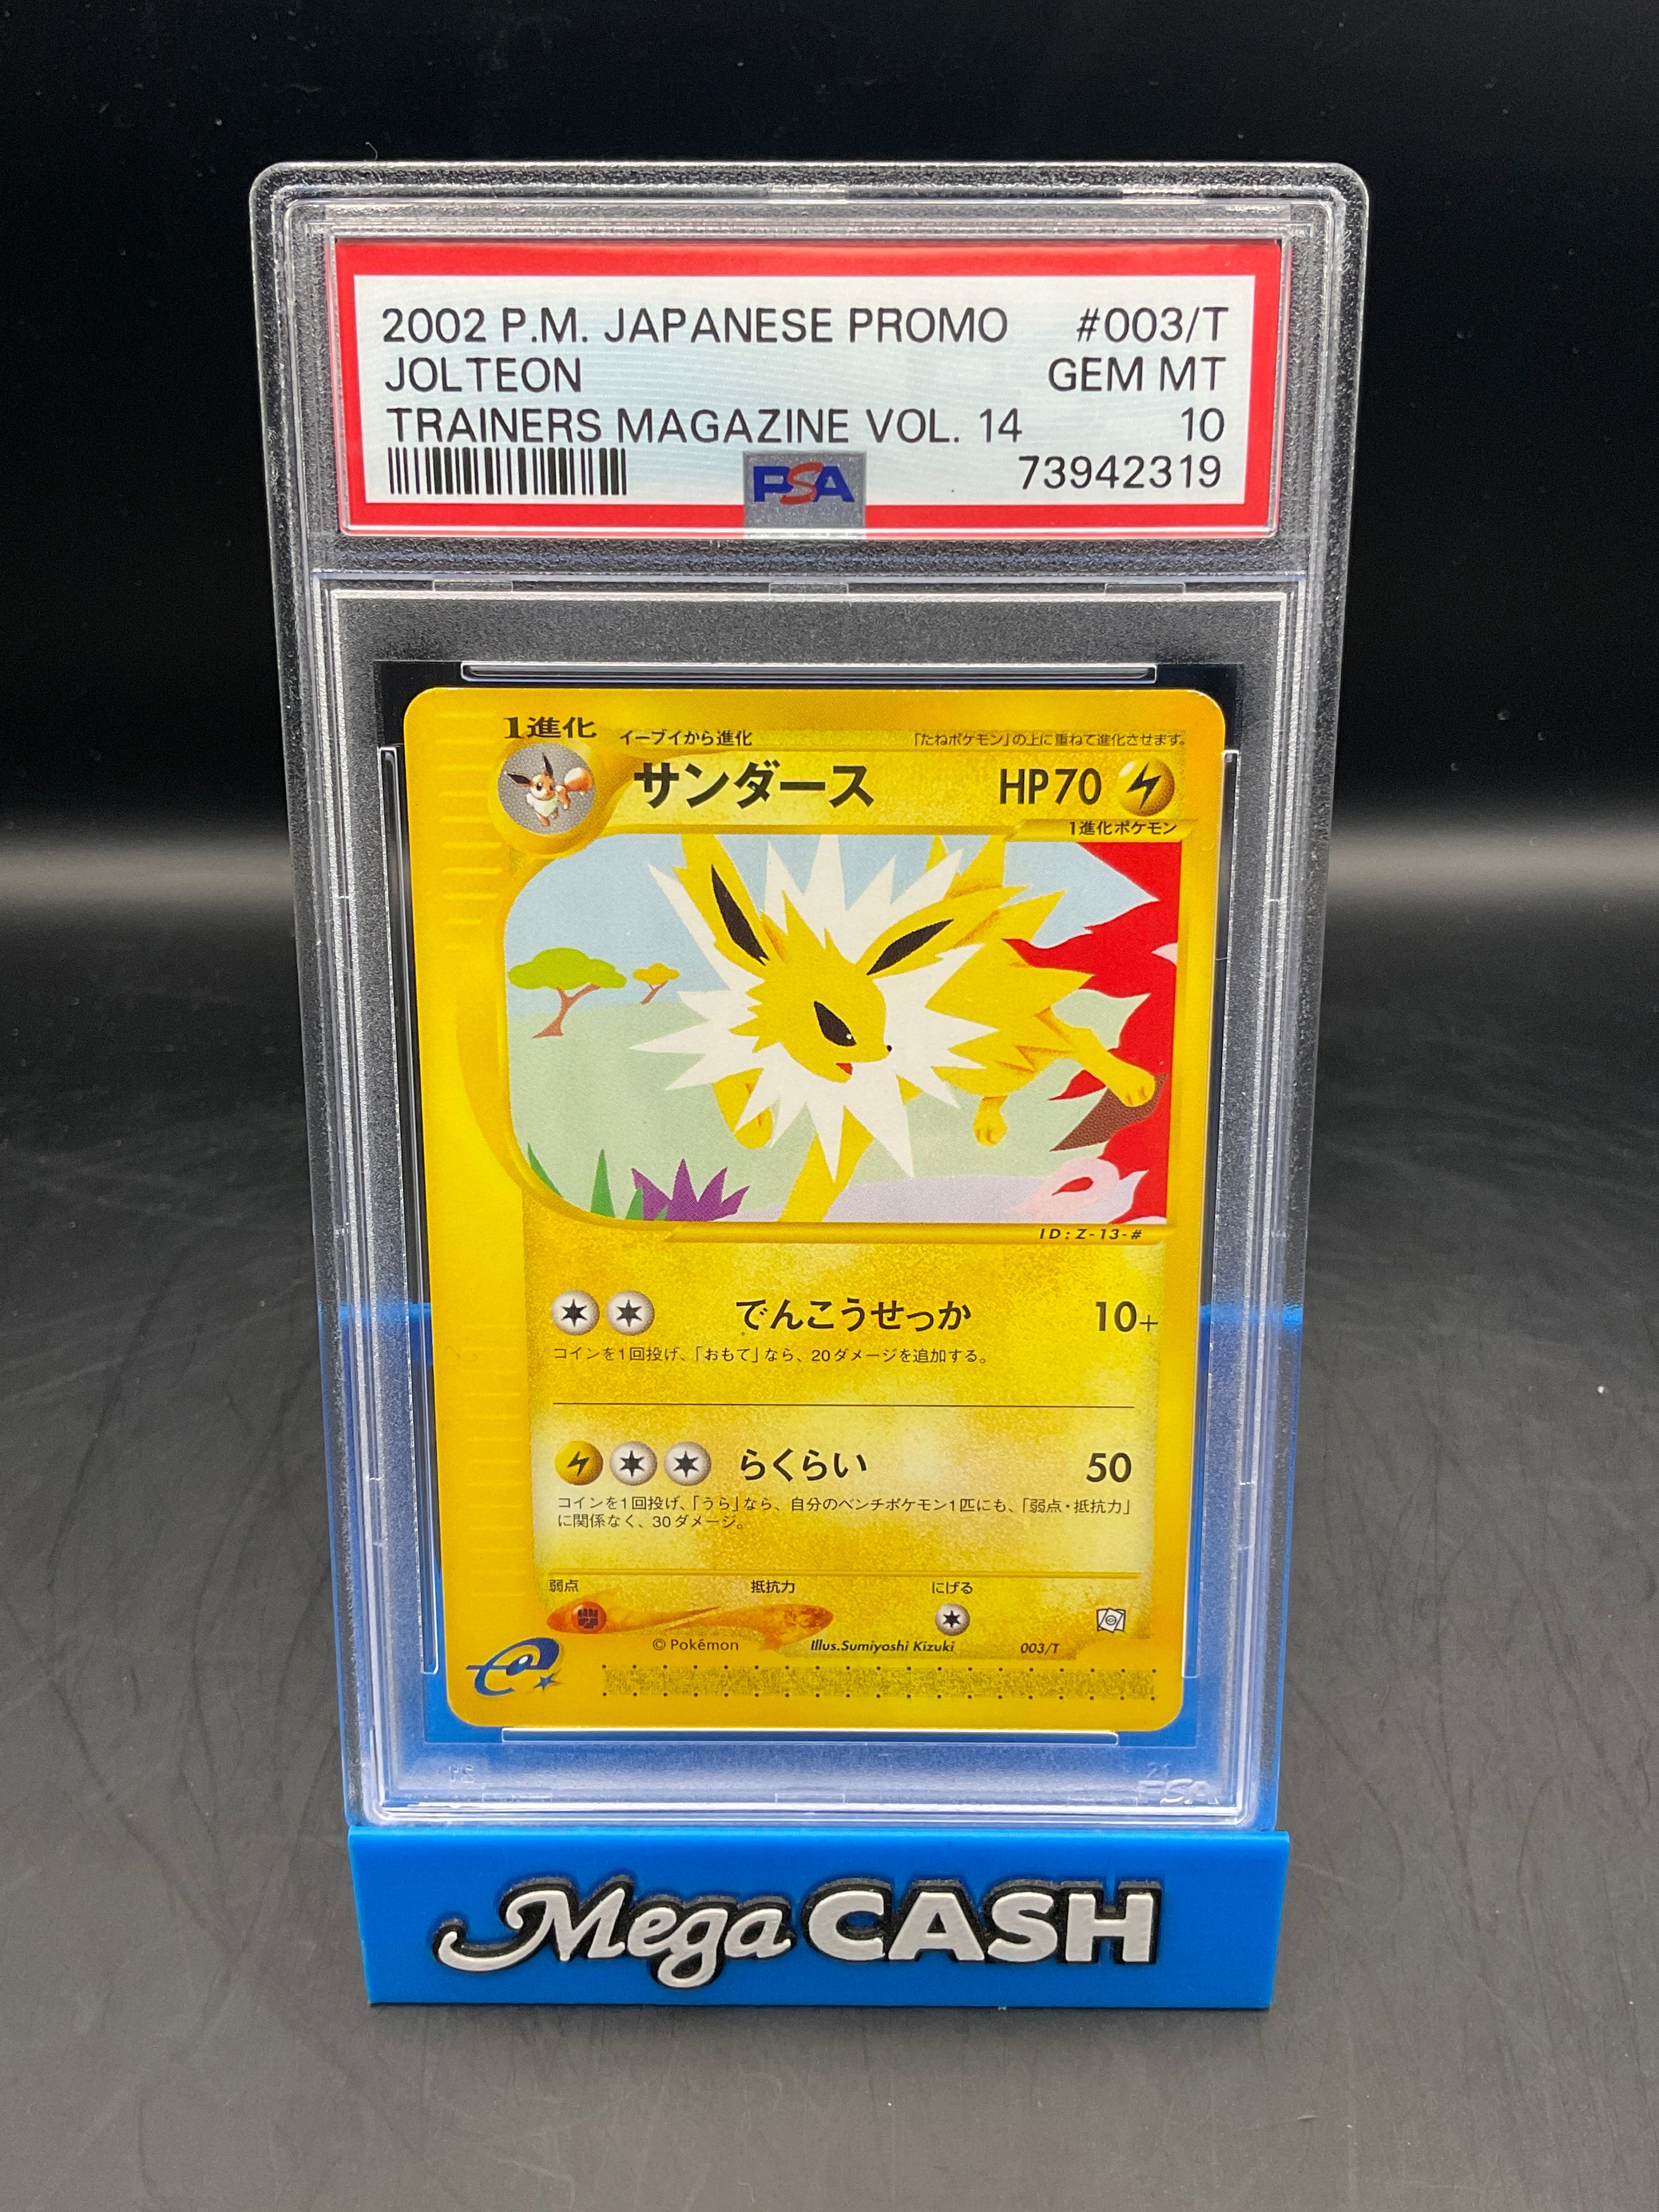 2002 P.M. JAPANESE PROMO #003/T
JOLTEON GEM MT
TRAINERS MAGAZINE VOL. 14 10
PSA 73942319
1進化 イーブイから進化 「たねポケモン」の上に重ねて進化させます。
サンダース HP70
1進化ポケモン
ID:Z-13-#
でんこうせっか 10+
コインを1回投げ、「おもて」なら、20ダメージを追加する。
らくらい 50
コインを1回投げ、「うら」なら、自分のベンチポケモン1匹にも、「弱点・抵抗力」
に関係なく、30ダメージ。
弱点 抵抗力 にげる
© Pokémon Illus.Sumiyoshi Kizuki 003/T
e
21
PSA
Mega CASH